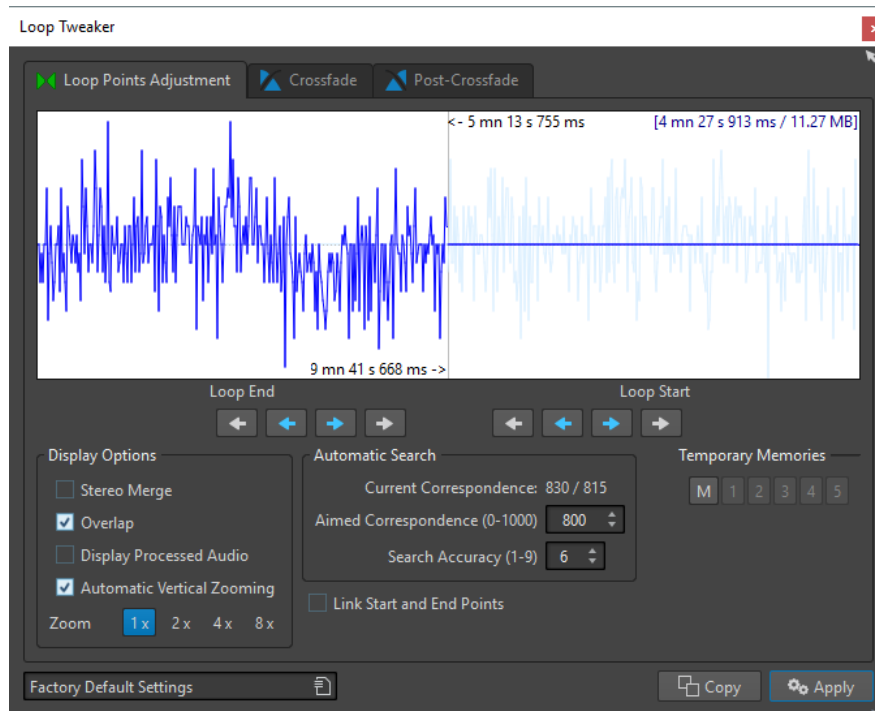 Loop Tweaker
Loop Points Adjustment Crossfade Post-Crossfade
<- 5 mn 13 s 755 ms [4 mn 27 s 913 ms / 11.27 MB]
9 mn 41 s 668 ms ->
Loop End Loop Start
Display Options Automatic Search Temporary Memories
Stereo Merge Current Correspondence: 830 / 815 M 1 2 3 4 5
Overlap Aimed Correspondence (0-1000) 800
Display Processed Audio Search Accuracy (1-9) 6
Automatic Vertical Zooming
Link Start and End Points
Zoom 1 x 2 x 4 x 8 x
Factory Default Settings Copy Apply